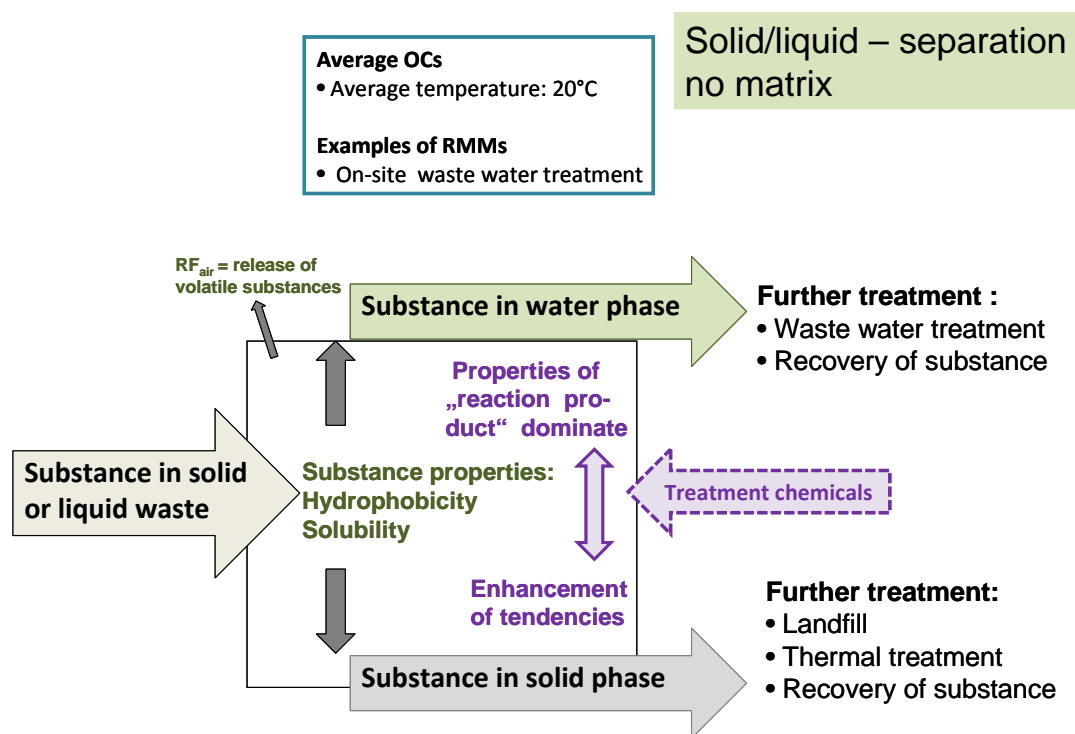 Solid/liquid – separation
no matrix
Average OCs
• Average temperature: 20°C
Examples of RMMs
• On-site waste water treatment
RFair = release of
volatile substances
Substance in water phase
Further treatment :
• Waste water treatment
• Recovery of substance
Properties of
„reaction pro-
duct“ dominate
Substance in solid
or liquid waste
Substance properties:
Hydrophobicity
Solubility
Treatment chemicals
Enhancement
of tendencies
Further treatment:
• Landfill
• Thermal treatment
• Recovery of substance
Substance in solid phase